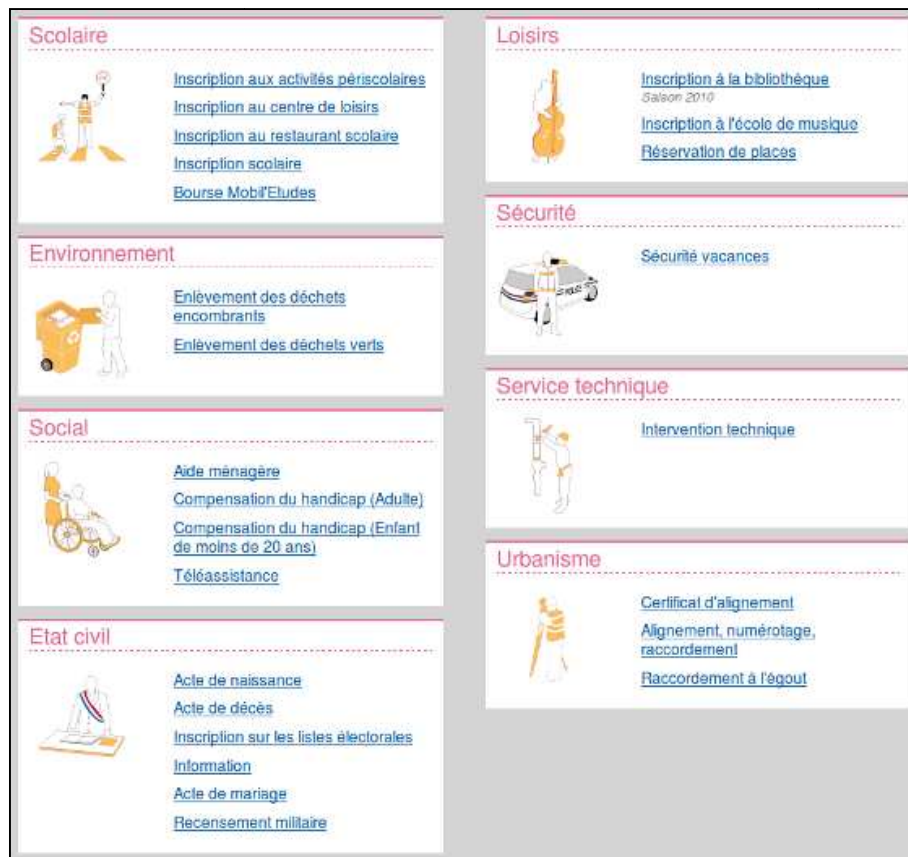 Scolaire
Inscription aux activités périscolaires
Inscription au centre de loisirs
Inscription au restaurant scolaire
Inscription scolaire
Bourse Mobil'Etudes
Environnement
Enlèvement des déchets
encombrants
Enlèvement des déchets verts
Social
Aide ménagère
Compensation du handicap (Adulte)
Compensation du handicap (Enfant
de moins de 20 ans)
Téléassistance
Etat civil
Acte de naissance
Acte de décès
Inscription sur les listes électorales
Information
Acte de mariage
Recensement militaire
Loisirs
Inscription à la bibliothèque
Saison 2010
Inscription à l'école de musique
Réservation de places
Sécurité
POLICE
Sécurité vacances
Service technique
Intervention technique
Urbanisme
Certificat d'alignement
Alignement, numérotage,
raccordement
Raccordement à l'égout